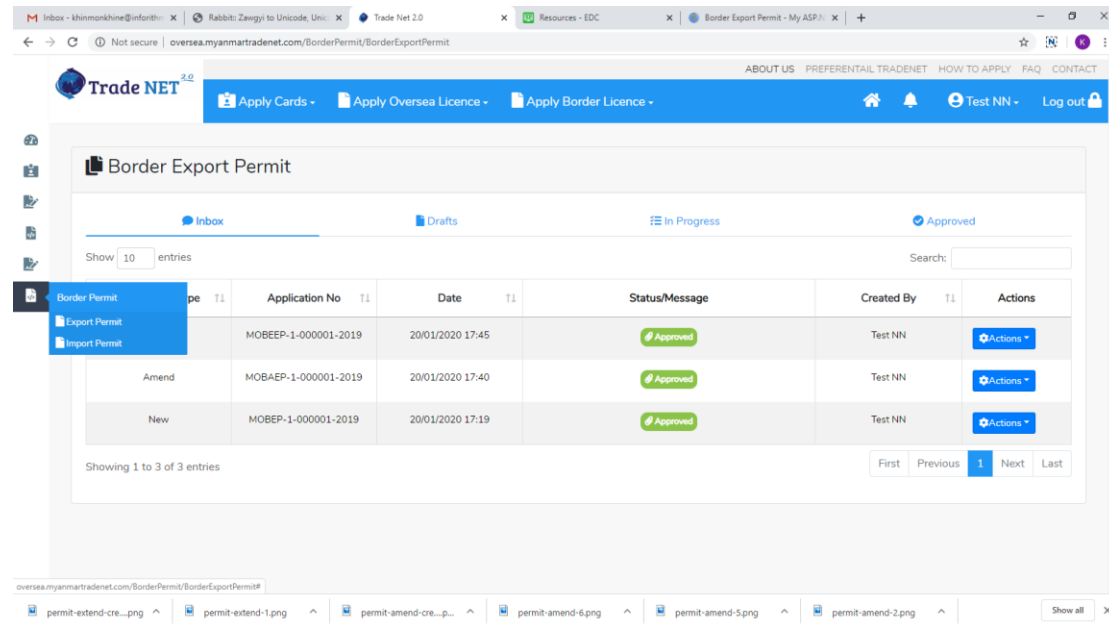 Inbox - khinmonkhine@inforithm
Rabbit: Zawgyi to Unicode, Unic
Trade Net 2.0
Resources - EDC
Border Export Permit - My ASP.N
Not secure | oversea.myanmartradenet.com/BorderPermit/BorderExportPermit
ABOUT US PREFERENTAIL TRADENET HOW TO APPLY FAQ CONTACT
Trade NET 2.0
Apply Cards Apply Oversea Licence Apply Border Licence Test NN Log out
Border Export Permit
Inbox Drafts In Progress Approved
Show 10 entries Search:
Border Permit
Export Permit
Import Permit
pe Application No Date Status/Message Created By Actions
MOBEEP-1-000001-2019 20/01/2020 17:45 Approved Test NN Actions
Amend MOBAEP-1-000001-2019 20/01/2020 17:40 Approved Test NN Actions
New MOBEP-1-000001-2019 20/01/2020 17:19 Approved Test NN Actions
Showing 1 to 3 of 3 entries First Previous 1 Next Last
oversea.myanmartradenet.com/BorderPermit/BorderExportPermit#
permit-extend-cre....png permit-extend-1.png permit-amend-cre....p... permit-amend-6.png permit-amend-5.png permit-amend-2.png Show all